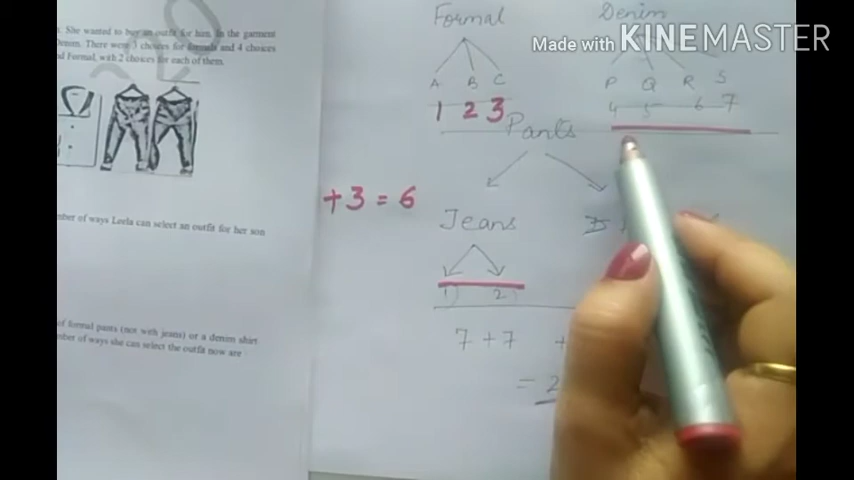 . She wanted to buy an outfit for him. In the garment
Denim. There were 3 choices for formals and 4 choices
nd Formal, with 2 choices for each of them.
mber of ways Leela can select an outfit for her son
of formal pants (not with jeans) or a denim shirt
mber of ways she can select the outfit now are
Formal
Denim
Made with KINEMASTER
A B C
P Q R S
1 2 3
4 5 6 7
Pants
+3 = 6
Jeans
1) 2)
7 + 7 +
= 2